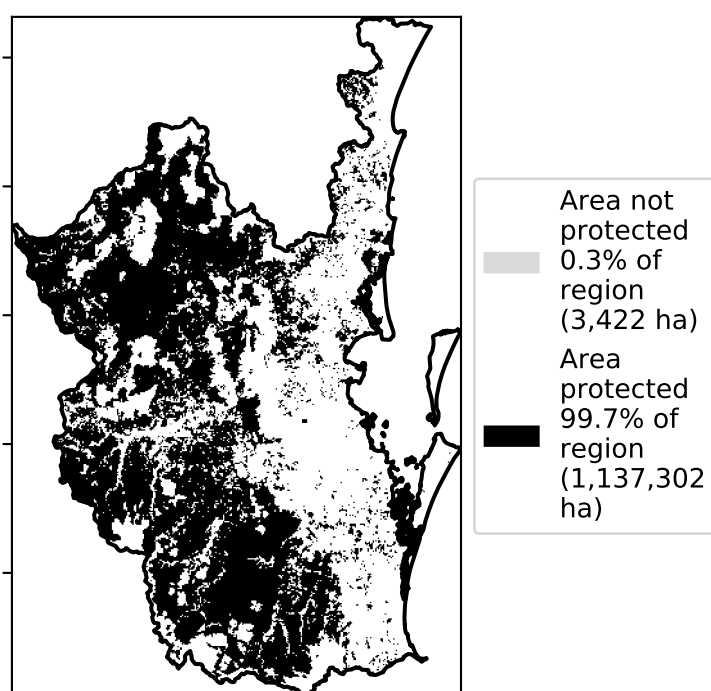 Area not
protected
0.3% of
region
(3,422 ha)
Area
protected
99.7% of
region
(1,137,302
ha)